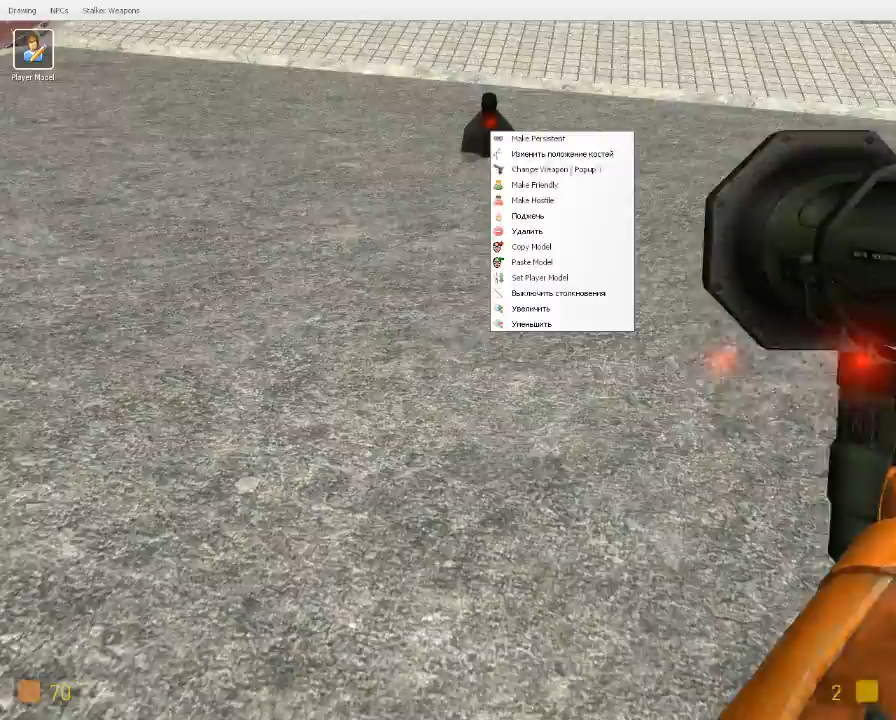 Drawing NPCs Stalker Weapons
Player Model
Make Persistent
Изменить положение костей
Change Weapon (Popup)
Make Friendly
Make Hostile
Поджечь
Удалить
Copy Model
Paste Model
Set Player Model
Выключить столкновения
Увеличить
Уменьшить
70
2